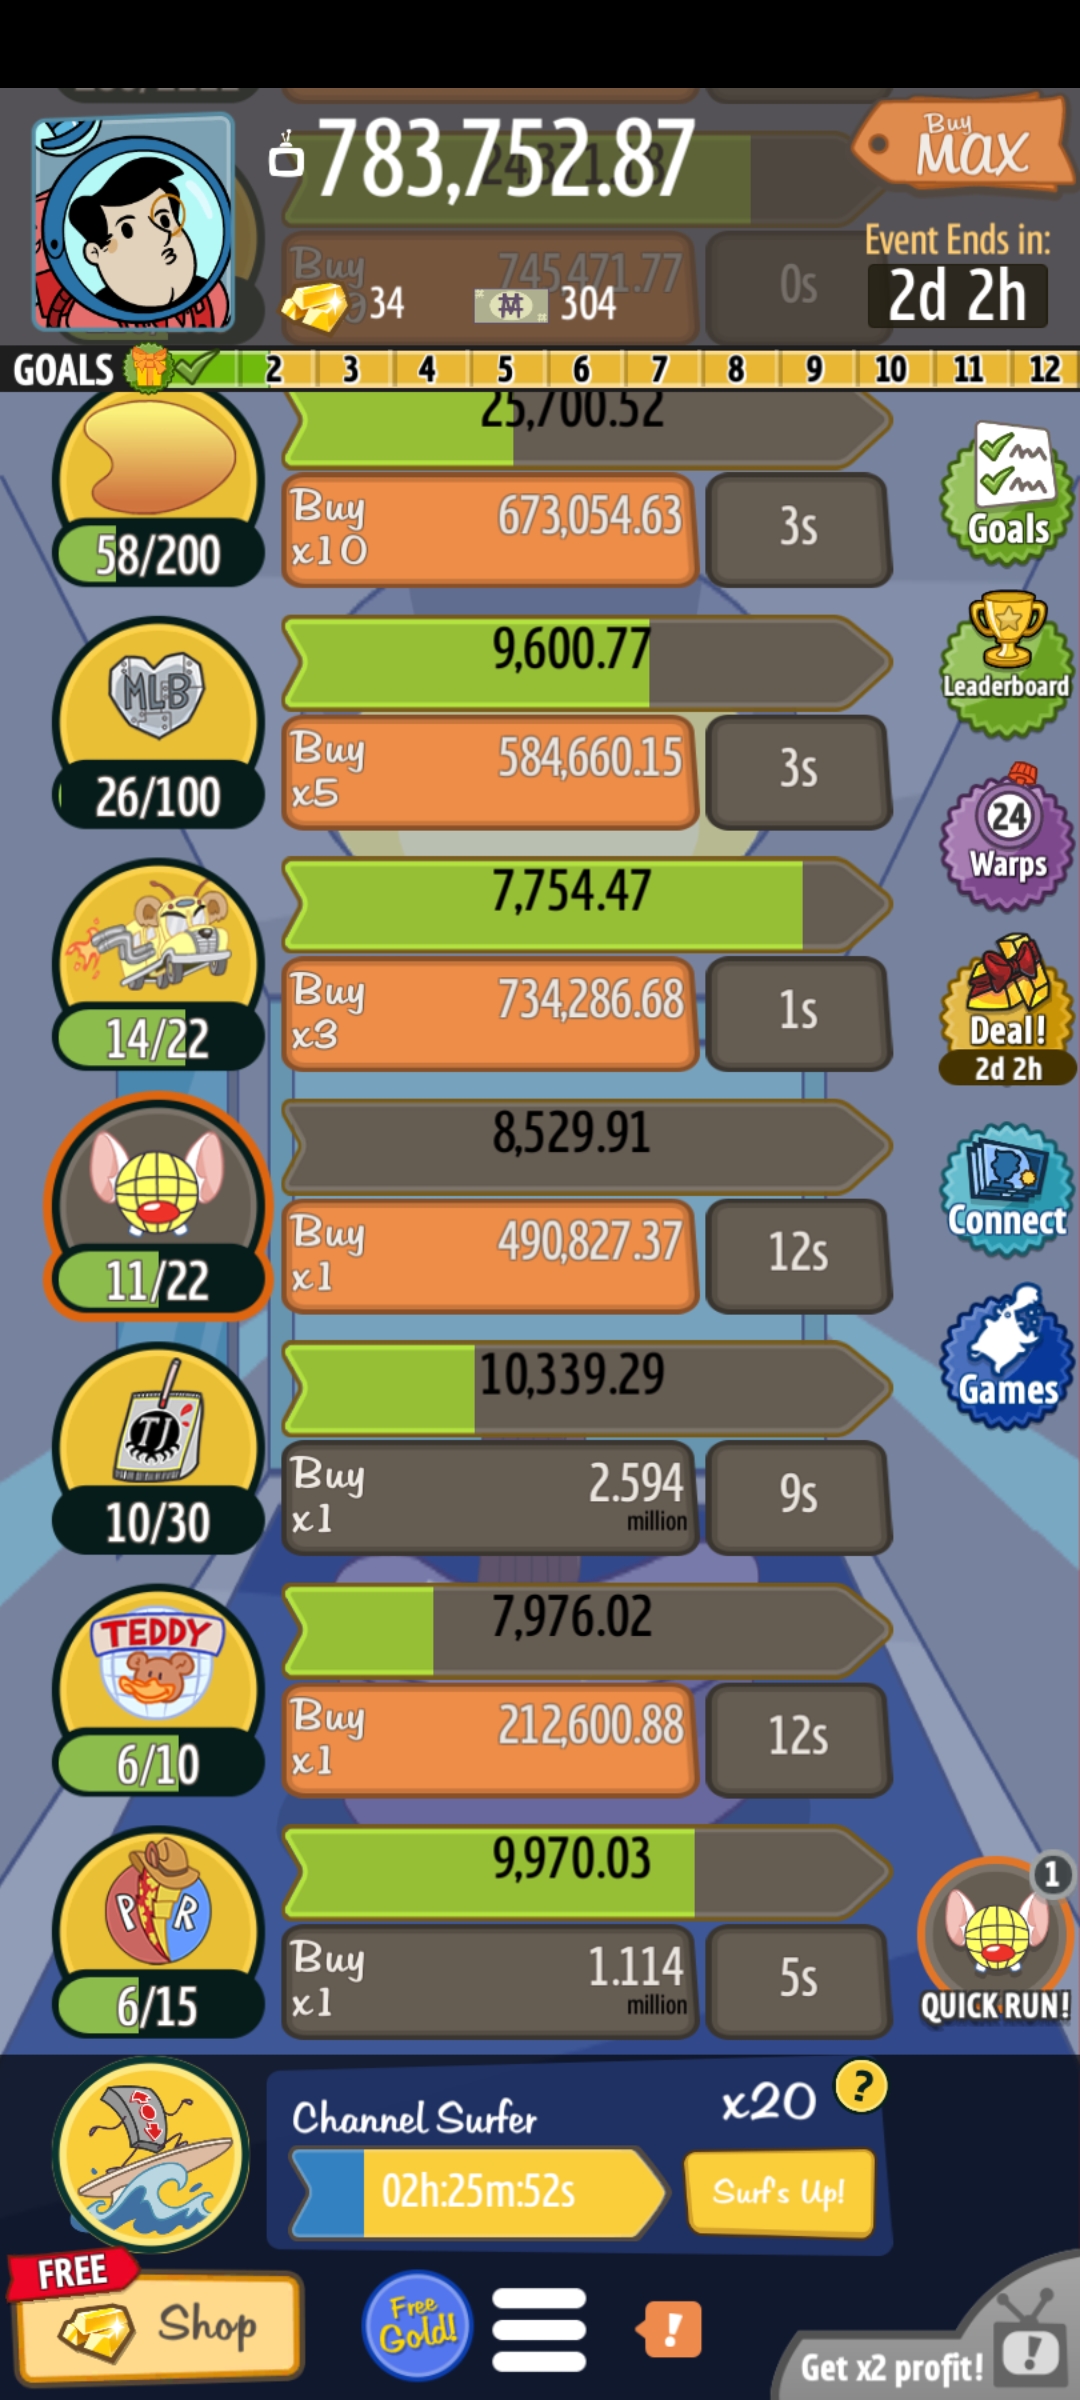 783,752.87
Buy
MAX
24,371.18
Buy
745,471.77
0s
34
304
Event Ends in:
2d 2h
GOALS 2 3 4 5 6 7 8 9 10 11 12
25,700.52
58/200
Buy
x10
673,054.63
3s
Goals
MLB
9,600.77
26/100
Buy
x5
584,660.15
3s
Leaderboard
24
Warps
7,754.47
14/22
Buy
x3
734,286.68
1s
Deal!
2d 2h
8,529.91
11/22
Buy
x1
490,827.37
12s
Connect
TJ
10,339.29
10/30
Buy
x1
2.594
million
9s
Games
TEDDY
7,976.02
6/10
Buy
x1
212,600.88
12s
P R
9,970.03
6/15
Buy
x1
1.114
million
5s
1
QUICK RUN!
Channel Surfer
x20
?
02h:25m:52s
Surf's Up!
FREE
Shop
Free
Gold!
!
Get x2 profit!
!